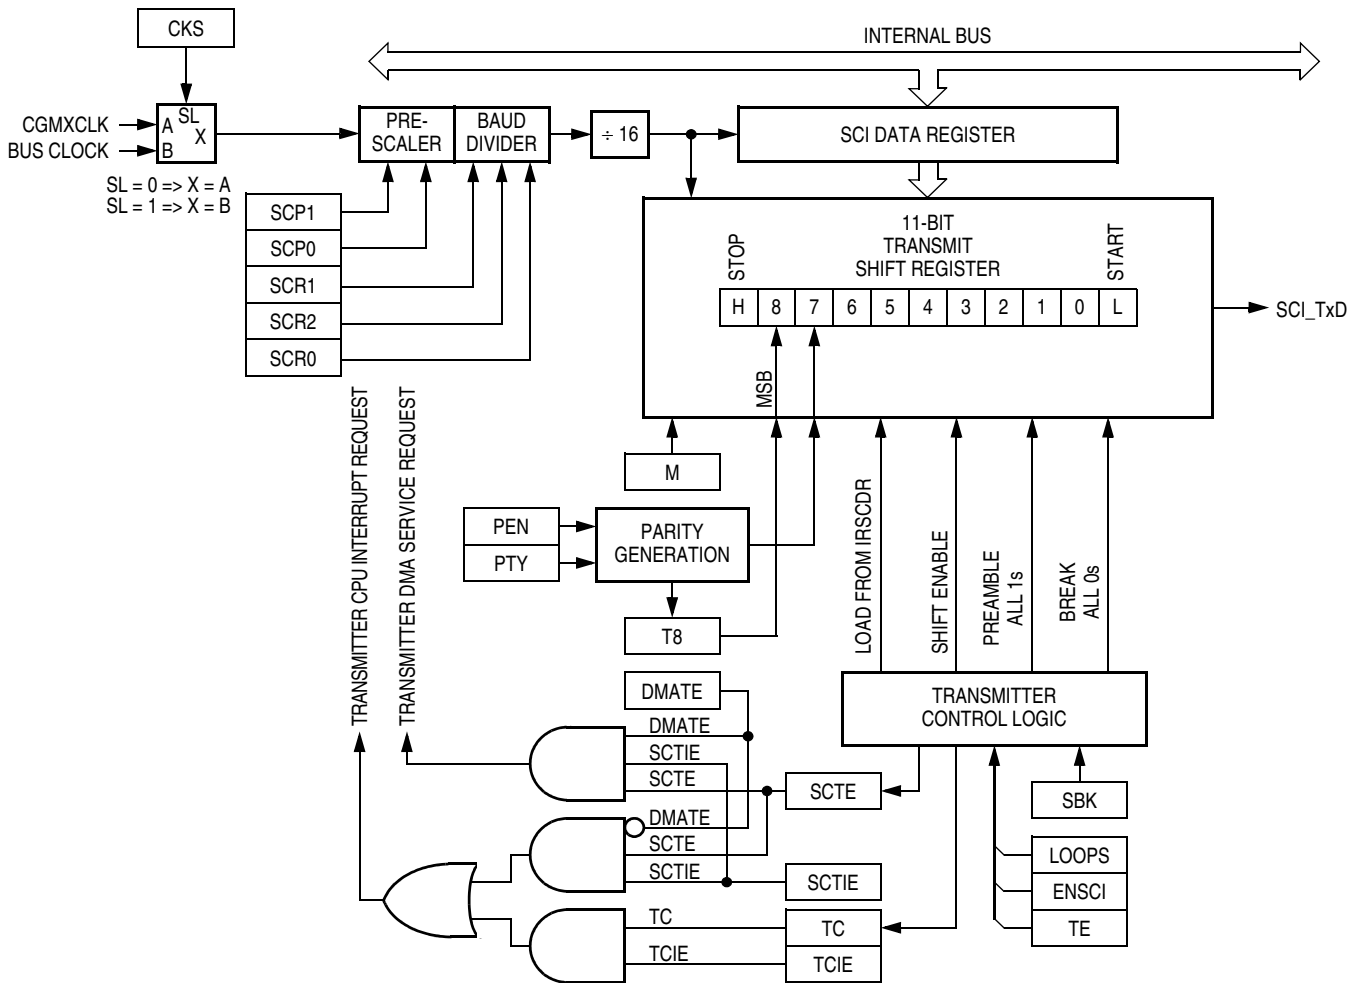 CKS
INTERNAL BUS
CGMXCLK
BUS CLOCK
A
SL
X
B
SL = 0 => X = A
SL = 1 => X = B
PRE-
SCALER
BAUD
DIVIDER
÷ 16
SCI DATA REGISTER
SCP1
SCP0
SCR1
SCR2
SCR0
11-BIT
TRANSMIT
SHIFT REGISTER
STOP
START
H 8 7 6 5 4 3 2 1 0 L
SCI_TxD
MSB
M
TRANSMITTER CPU INTERRUPT REQUEST
TRANSMITTER DMA SERVICE REQUEST
PEN
PTY
PARITY
GENERATION
T8
LOAD FROM IRSCDR
SHIFT ENABLE
PREAMBLE
ALL 1s
BREAK
ALL 0s
TRANSMITTER
CONTROL LOGIC
DMATE
DMATE
SCTIE
SCTE
SCTE
SBK
DMATE
SCTE
SCTIE
SCTIE
LOOPS
ENSCI
TE
TC
TC
TCIE
TCIE